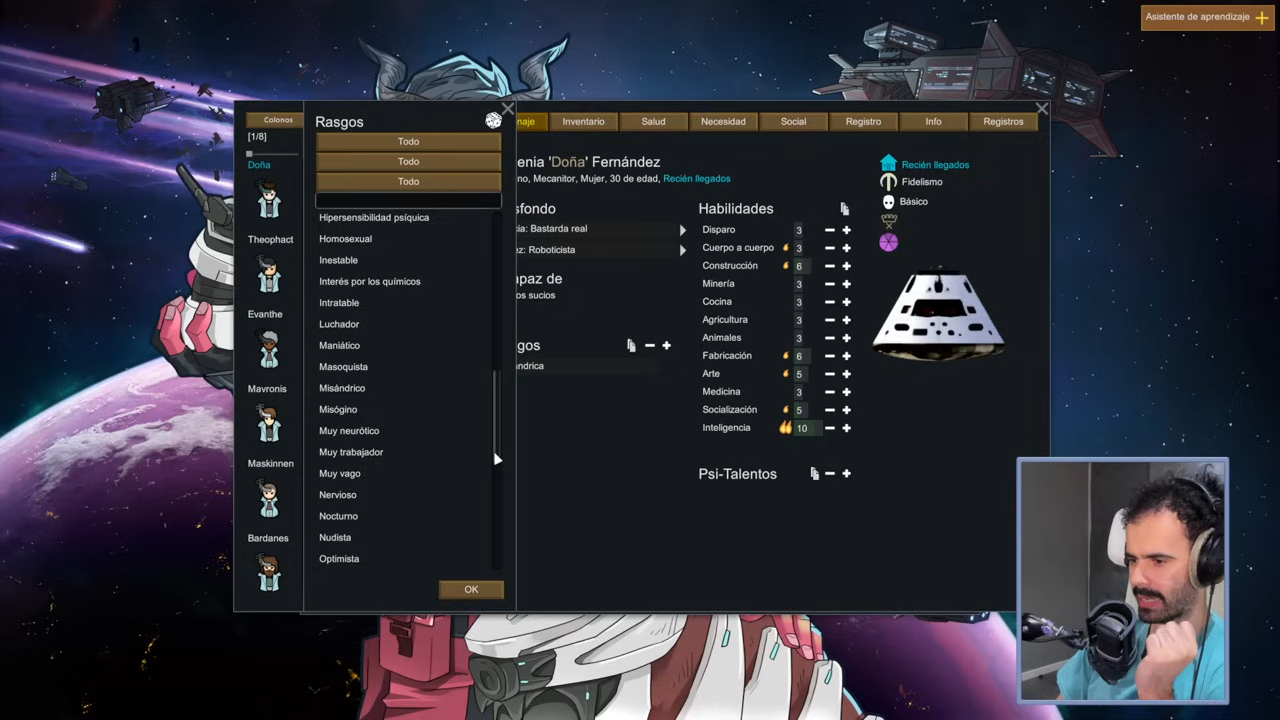 Asistente de aprendizaje
Colonos
[1/8]
Doña
Theophact
Evanthe
Mavronis
Maskinnen
Bardanes
Rasgos
Todo
Todo
Todo
Hipersensibilidad psíquica
Homosexual
Inestable
Interés por los químicos
Intratable
Luchador
Maniático
Masoquista
Misándrico
Misógino
Muy neurótico
Muy trabajador
Muy vago
Nervioso
Nocturno
Nudista
Optimista
OK
naje
Inventario
Salud
Necesidad
Social
Registro
Info
Registros
enia 'Doña' Fernández
no, Mecanitor, Mujer, 30 de edad, Recién llegados
sfondo
cia: Bastarda real
ez: Roboticista
apaz de
os sucios
gos
ándrica
Habilidades
Disparo 3
Cuerpo a cuerpo 3
Construcción 6
Minería 3
Cocina 3
Agricultura 3
Animales 3
Fabricación 6
Arte 5
Medicina 3
Socialización 5
Inteligencia 10
Psi-Talentos
Recién llegados
Fidelismo
Básico